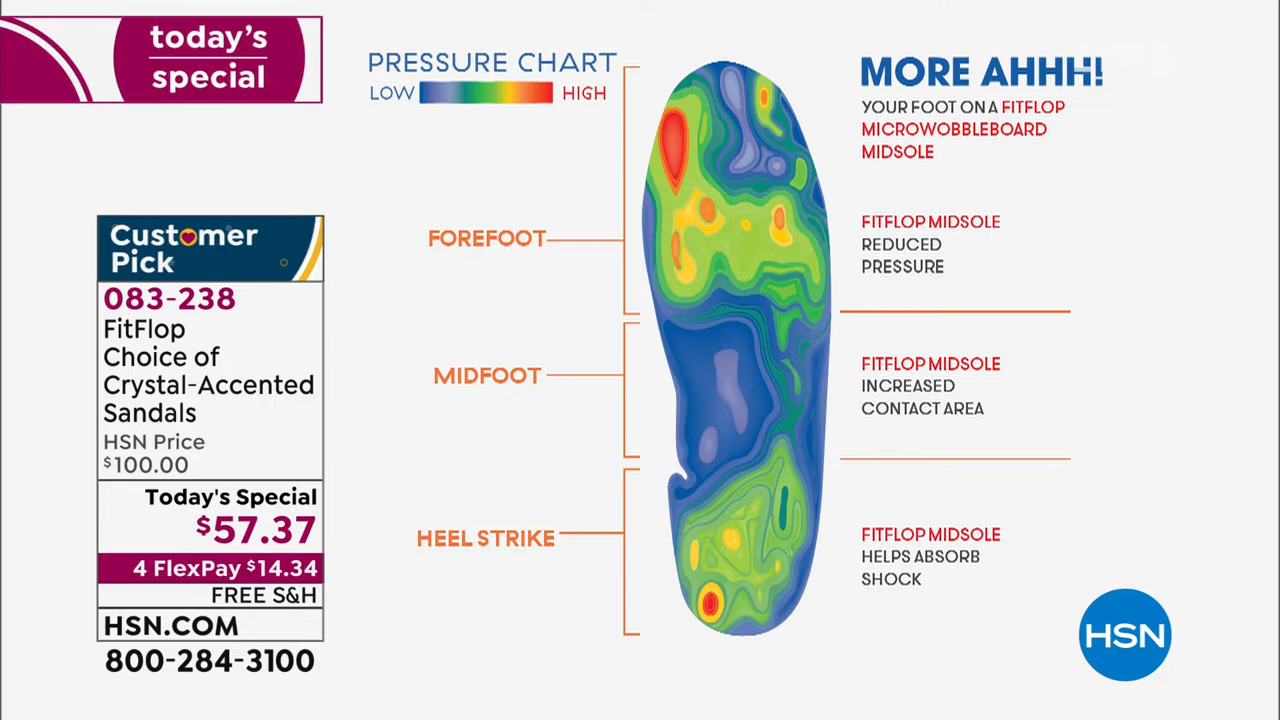 today's
special
Customer
Pick
083-238
FitFlop
Choice of
Crystal-Accented
Sandals
HSN Price
$100.00
Today's Special
$57.37
4 FlexPay $14.34
FREE S&H
HSN.COM
800-284-3100
PRESSURE CHART
LOW HIGH
FOREFOOT
MIDFOOT
HEEL STRIKE
MORE AHHH!
YOUR FOOT ON A FITFLOP
MICROWOBBLEBOARD
MIDSOLE
FITFLOP MIDSOLE
REDUCED
PRESSURE
FITFLOP MIDSOLE
INCREASED
CONTACT AREA
FITFLOP MIDSOLE
HELPS ABSORB
SHOCK
HSN